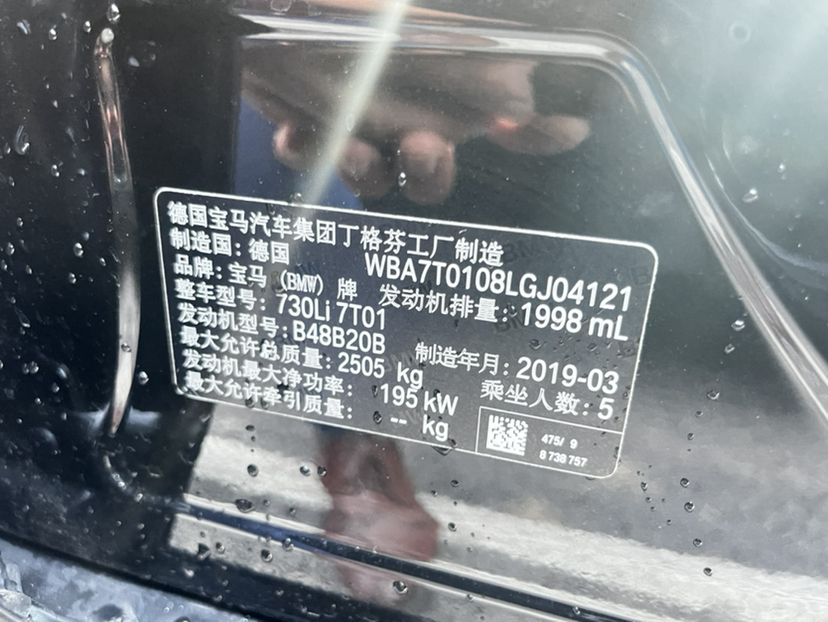 德国宝马汽车集团丁格芬工厂制造
制造国：德国 WBA7T0108LGJ04121
品牌：宝马（BMW）牌 发动机排量：1998 mL
整车型号：730Li 7T01
发动机型号：B48B20B 制造年月：2019-03
最大允许总质量：2505 kg 乘坐人数：5
发动机最大净功率：195 kW
最大允许牵引质量：-- kg
475/ 9
8 738 757